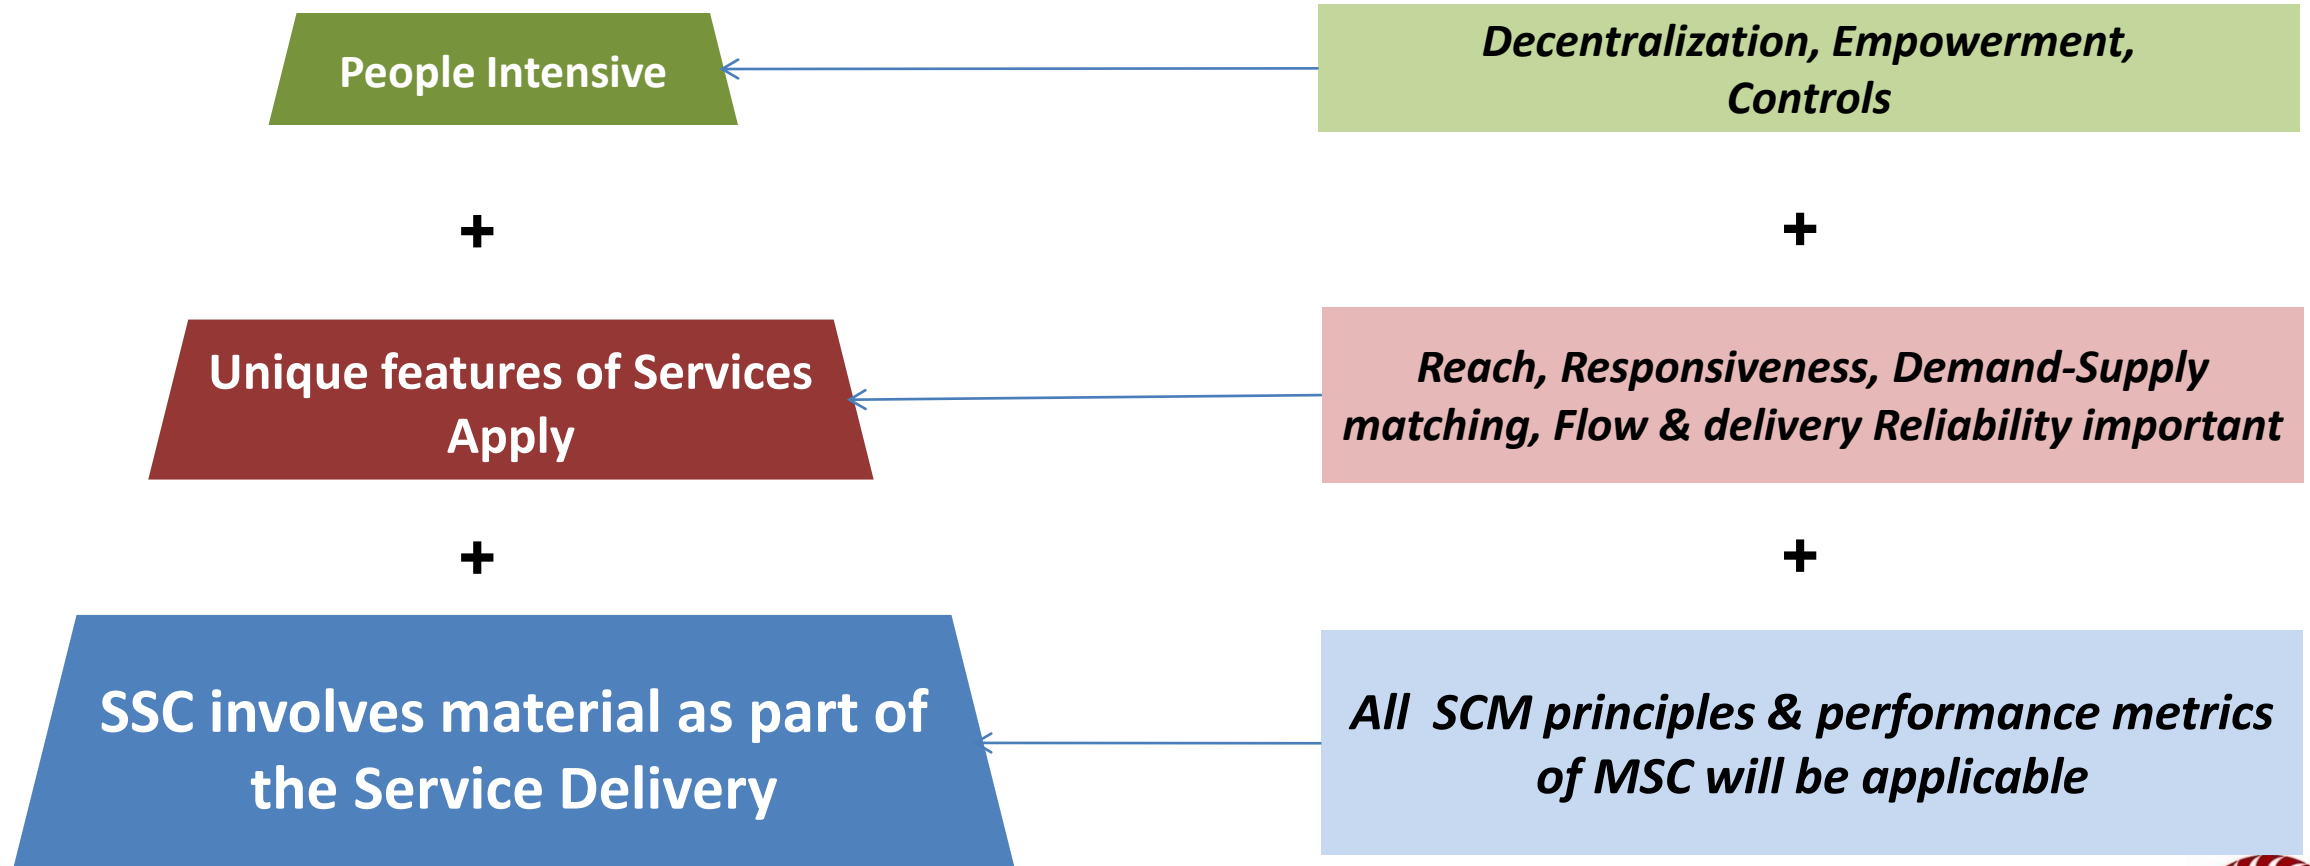 People Intensive
Decentralization, Empowerment,
Controls
+
+
Unique features of Services
Apply
Reach, Responsiveness, Demand-Supply
matching, Flow & delivery Reliability important
+
+
SSC involves material as part of
the Service Delivery
All SCM principles & performance metrics
of MSC will be applicable